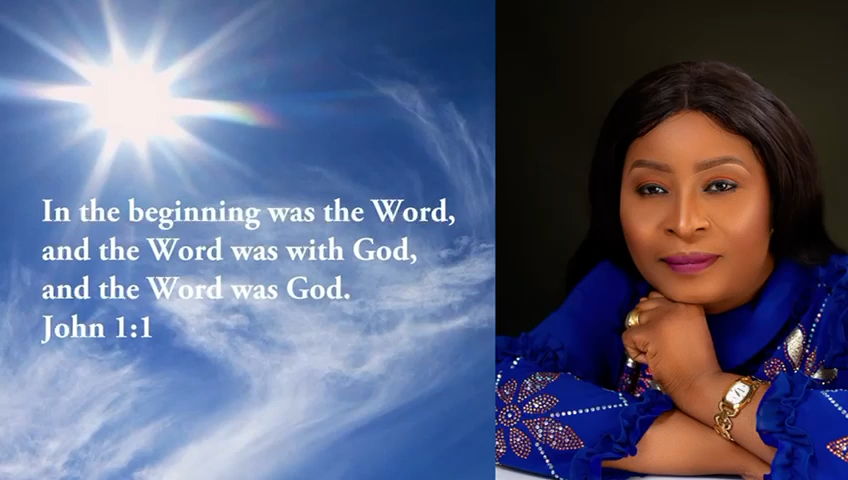 In the beginning was the Word,
and the Word was with God,
and the Word was God.
John 1:1